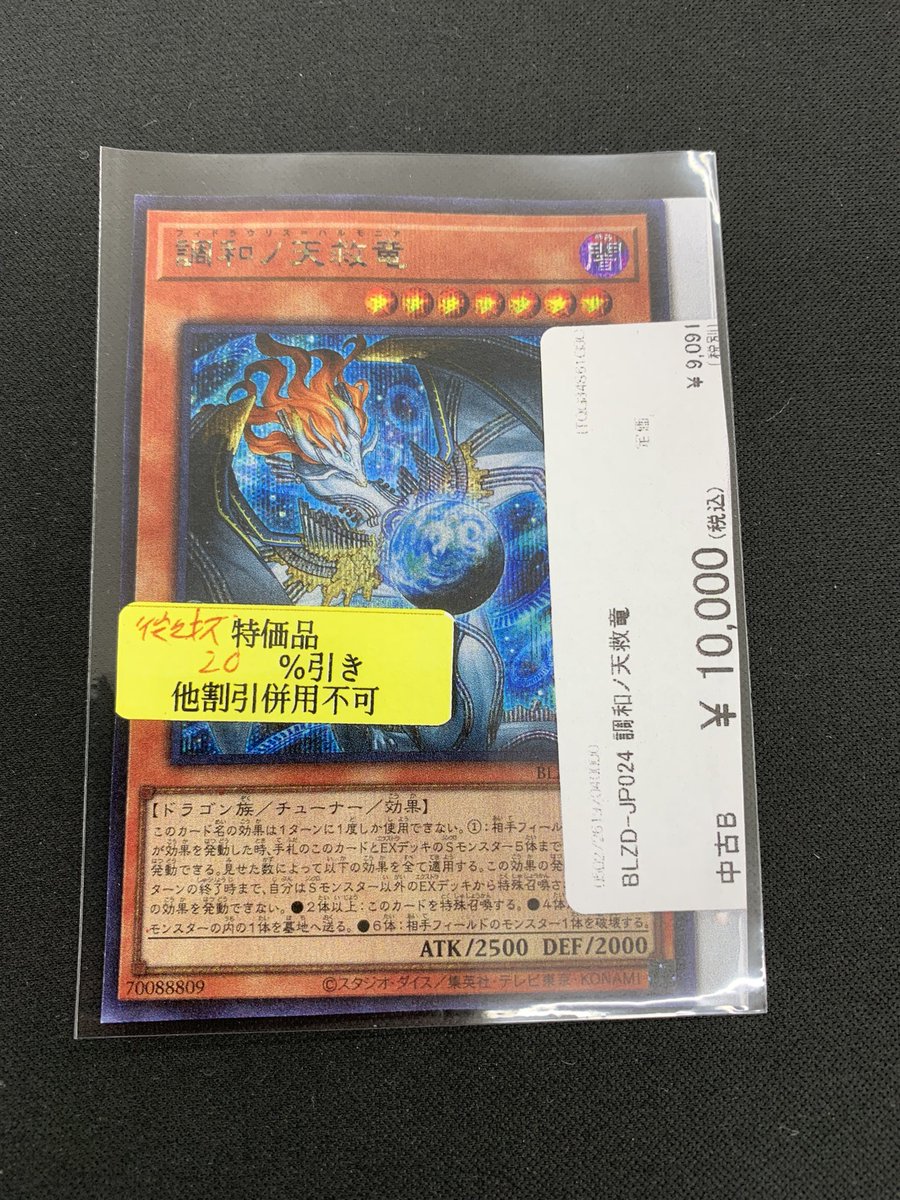 フィドラウリス－ハルモニア
調和ノ天救竜
闇
特価品
20 %引き
他割引併用不可
¥ 9,091
(税別)
定価
¥ 10,000 (税込)
BLZD-JP024 調和ノ天救竜
中古B
BL
【ドラゴン族／チューナー／効果】
このカード名の効果は1ターンに1度しか使用できない。①：相手フィール
が効果を発動した時、手札のこのカードとEXデッキのSモンスター5体まで
発動できる。見せた数によって以下の効果を全て適用する。この効果の発
ターンの終了時まで、自分はSモンスター以外のEXデッキから特殊召喚さ
の効果を発動できない。●2体以上：このカードを特殊召喚する。●4体
モンスターの内の1体を墓地へ送る。●6体：相手フィールドのモンスター1体を破壊する。
ATK/2500 DEF/2000
70088809
©スタジオ・ダイス／集英社・テレビ東京・KONAMI